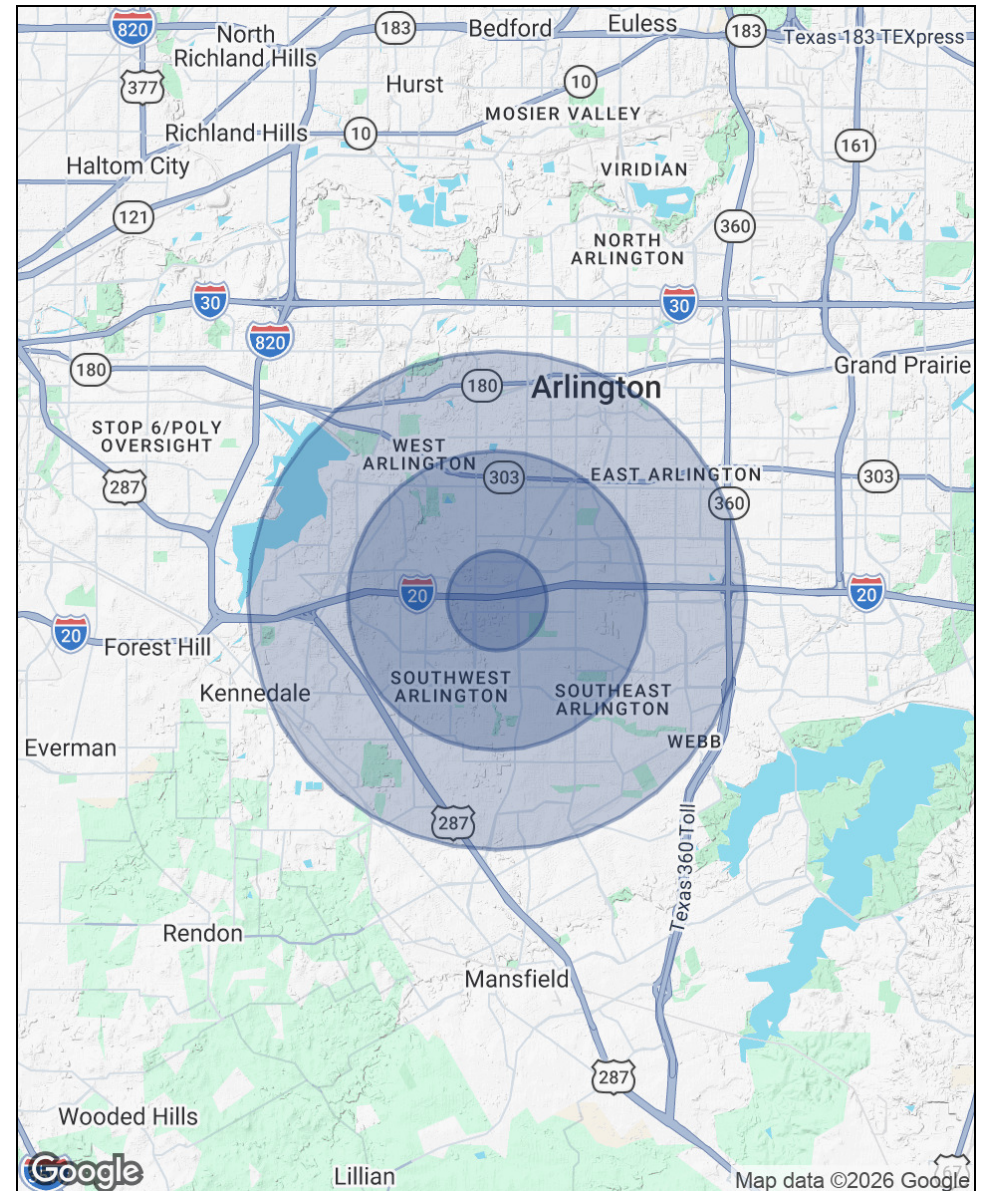 820
North
Richland Hills
183
Bedford
Euless
183
Texas 183 TEXpress
377
Hurst
10
MOSIER VALLEY
Richland Hills
10
161
Haltom City
VIRIDIAN
121
360
NORTH
ARLINGTON
30
30
820
180
Grand Prairie
180
Arlington
STOP 6/POLY
OVERSIGHT
WEST
ARLINGTON
287
303
EAST ARLINGTON
303
360
20
20
20
Forest Hill
Kennedale
SOUTHWEST
ARLINGTON
SOUTHEAST
ARLINGTON
Everman
WEBB
287
Texas 360 Toll
Rendon
Mansfield
287
Wooded Hills
Google
Lillian
67
Map data ©2026 Google